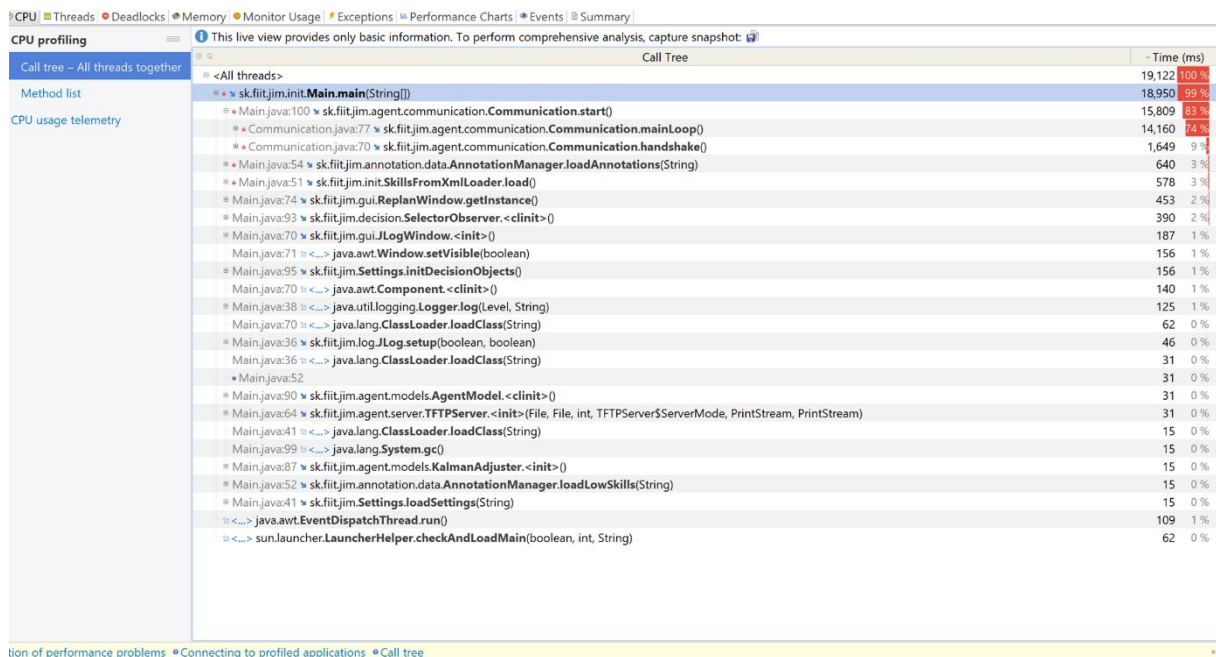 CPU Threads Deadlocks Memory Monitor Usage Exceptions Performance Charts Events Summary
CPU profiling
This live view provides only basic information. To perform comprehensive analysis, capture snapshot:
Call tree – All threads together
Method list
CPU usage telemetry
Call Tree - Time (ms)
<All threads> 19,122 100 %
sk.fiit.jim.init.Main.main(String[]) 18,950 99 %
Main.java:100 sk.fiit.jim.agent.communication.Communication.start() 15,809 83 %
Communication.java:77 sk.fiit.jim.agent.communication.Communication.mainLoop() 14,160 74 %
Communication.java:70 sk.fiit.jim.agent.communication.Communication.handshake() 1,649 9 %
Main.java:54 sk.fiit.jim.annotation.data.AnnotationManager.loadAnnotations(String) 640 3 %
Main.java:51 sk.fiit.jim.init.SkillsFromXmlLoader.load() 578 3 %
Main.java:74 sk.fiit.jim.gui.ReplanWindow.getInstance() 453 2 %
Main.java:93 sk.fiit.jim.decision.SelectorObserver.<clinit>() 390 2 %
Main.java:70 sk.fiit.jim.gui.JLogWindow.<init>() 187 1 %
Main.java:71 <...> java.awt.Window.setVisible(boolean) 156 1 %
Main.java:95 sk.fiit.jim.Settings.initDecisionObjects() 156 1 %
Main.java:70 <...> java.awt.Component.<clinit>() 140 1 %
Main.java:38 <...> java.util.logging.Logger.log(Level, String) 125 1 %
Main.java:70 <...> java.lang.ClassLoader.loadClass(String) 62 0 %
Main.java:36 sk.fiit.jim.log.JLog.setup(boolean, boolean) 46 0 %
Main.java:36 <...> java.lang.ClassLoader.loadClass(String) 31 0 %
Main.java:52 31 0 %
Main.java:90 sk.fiit.jim.agent.models.AgentModel.<clinit>() 31 0 %
Main.java:64 sk.fiit.jim.agent.server.TFTPServer.<init>(File, File, int, TFTPServer$ServerMode, PrintStream, PrintStream) 31 0 %
Main.java:41 <...> java.lang.ClassLoader.loadClass(String) 15 0 %
Main.java:99 <...> java.lang.System.gc() 15 0 %
Main.java:87 sk.fiit.jim.agent.models.KalmanAdjuster.<init>() 15 0 %
Main.java:52 sk.fiit.jim.annotation.data.AnnotationManager.loadLowSkills(String) 15 0 %
Main.java:41 sk.fiit.jim.Settings.loadSettings(String) 15 0 %
<...> java.awt.EventDispatchThread.run() 109 1 %
<...> sun.launcher.LauncherHelper.checkAndLoadMain(boolean, int, String) 62 0 %
tion of performance problems Connecting to profiled applications Call tree